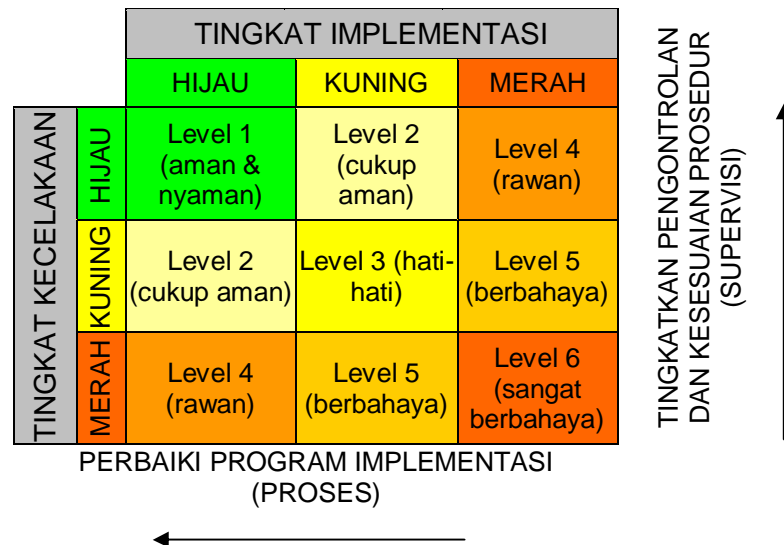 TINGKAT IMPLEMENTASI
HIJAU
KUNING
MERAH
TINGKAT KECELAKAAN
HIJAU
Level 1
(aman &
nyaman)
Level 2
(cukup
aman)
Level 4
(rawan)
KUNING
Level 2
(cukup aman)
Level 3 (hati-
hati)
Level 5
(berbahaya)
MERAH
Level 4
(rawan)
Level 5
(berbahaya)
Level 6
(sangat
berbahaya)
PERBAIKI PROGRAM IMPLEMENTASI
(PROSES)
TINGKATKAN PENGONTROLAN
DAN KESESUAIAN PROSEDUR
(SUPERVISI)